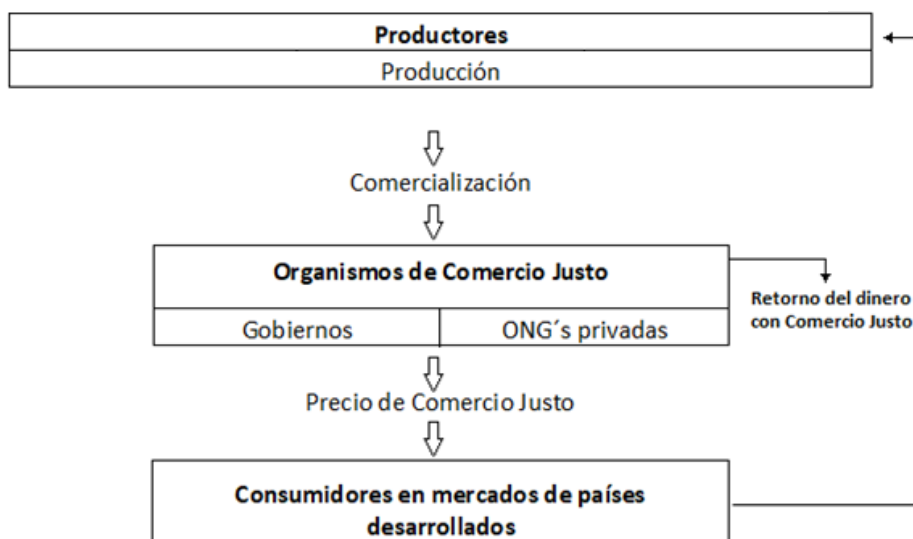 Productores
Producción
Comercialización
Organismos de Comercio Justo
Gobiernos
ONG´s privadas
Retorno del dinero
con Comercio Justo
Precio de Comercio Justo
Consumidores en mercados de países
desarrollados